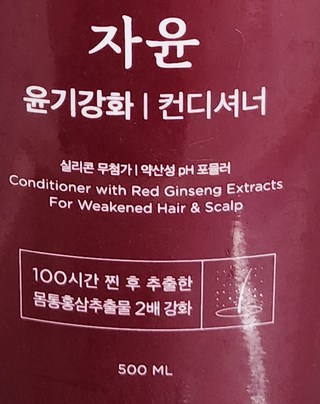 자윤
윤기강화 | 컨디셔너
실리콘 무첨가 | 약산성 pH 포뮬러
Conditioner with Red Ginseng Extracts
For Weakened Hair & Scalp
100시간 찐 후 추출한
몸통홍삼추출물 2배 강화
500 ML